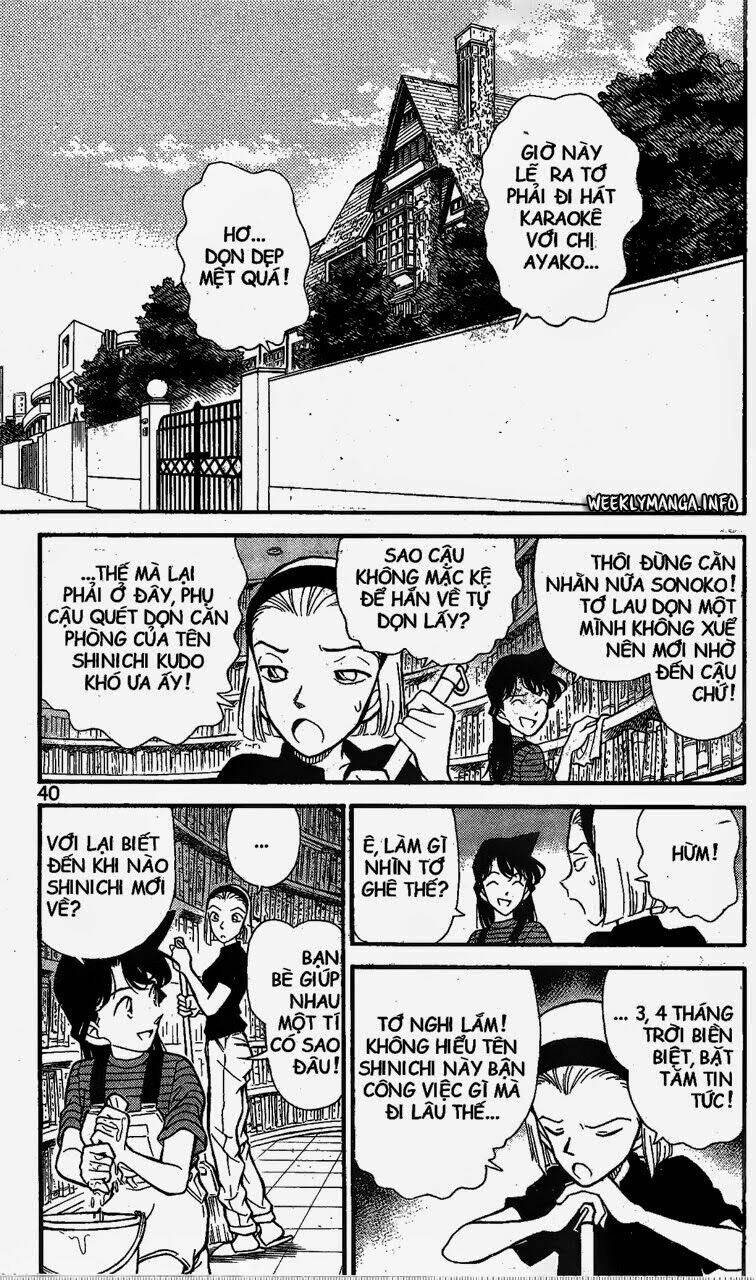 HƠ...
DỌN DẸP
MỆT QUÁ!
GIỜ NÀY
LẼ RA TỚ
PHẢI ĐI HÁT
KARAOKÊ
VỚI CHỊ
AYAKO...
WEEKLYMANGA.INFO
...THẾ MÀ LẠI
PHẢI Ở ĐÂY, PHỤ
CẬU QUÉT DỌN CĂN
PHÒNG CỦA TÊN
SHINICHI KUDO
KHÓ ƯA ẤY!
SAO CẬU
KHÔNG MẶC KỆ
ĐỂ HẮN VỀ TỰ
DỌN LẤY?
THÔI ĐỪNG CẰN
NHẰN NỮA SONOKO!
TỚ LAU DỌN MỘT
MÌNH KHÔNG XUỂ
NÊN MỚI NHỜ
ĐẾN CẬU
CHỨ!
40
VỚI LẠI BIẾT
ĐẾN KHI NÀO
SHINICHI MỚI
VỀ?
...
BẠN
BÈ GIÚP
NHAU
MỘT TÍ
CÓ SAO
ĐÂU!
Ê, LÀM GÌ
NHÌN TỚ
GHÊ THẾ?
HỪM!
TỚ NGHI LẮM!
KHÔNG HIỂU TÊN
SHINICHI NÀY BẬN
CÔNG VIỆC GÌ MÀ
ĐI LÂU THẾ...
... 3, 4 THÁNG
TRỜI BIỀN
BIỆT, BẶT
TĂM TIN
TỨC!